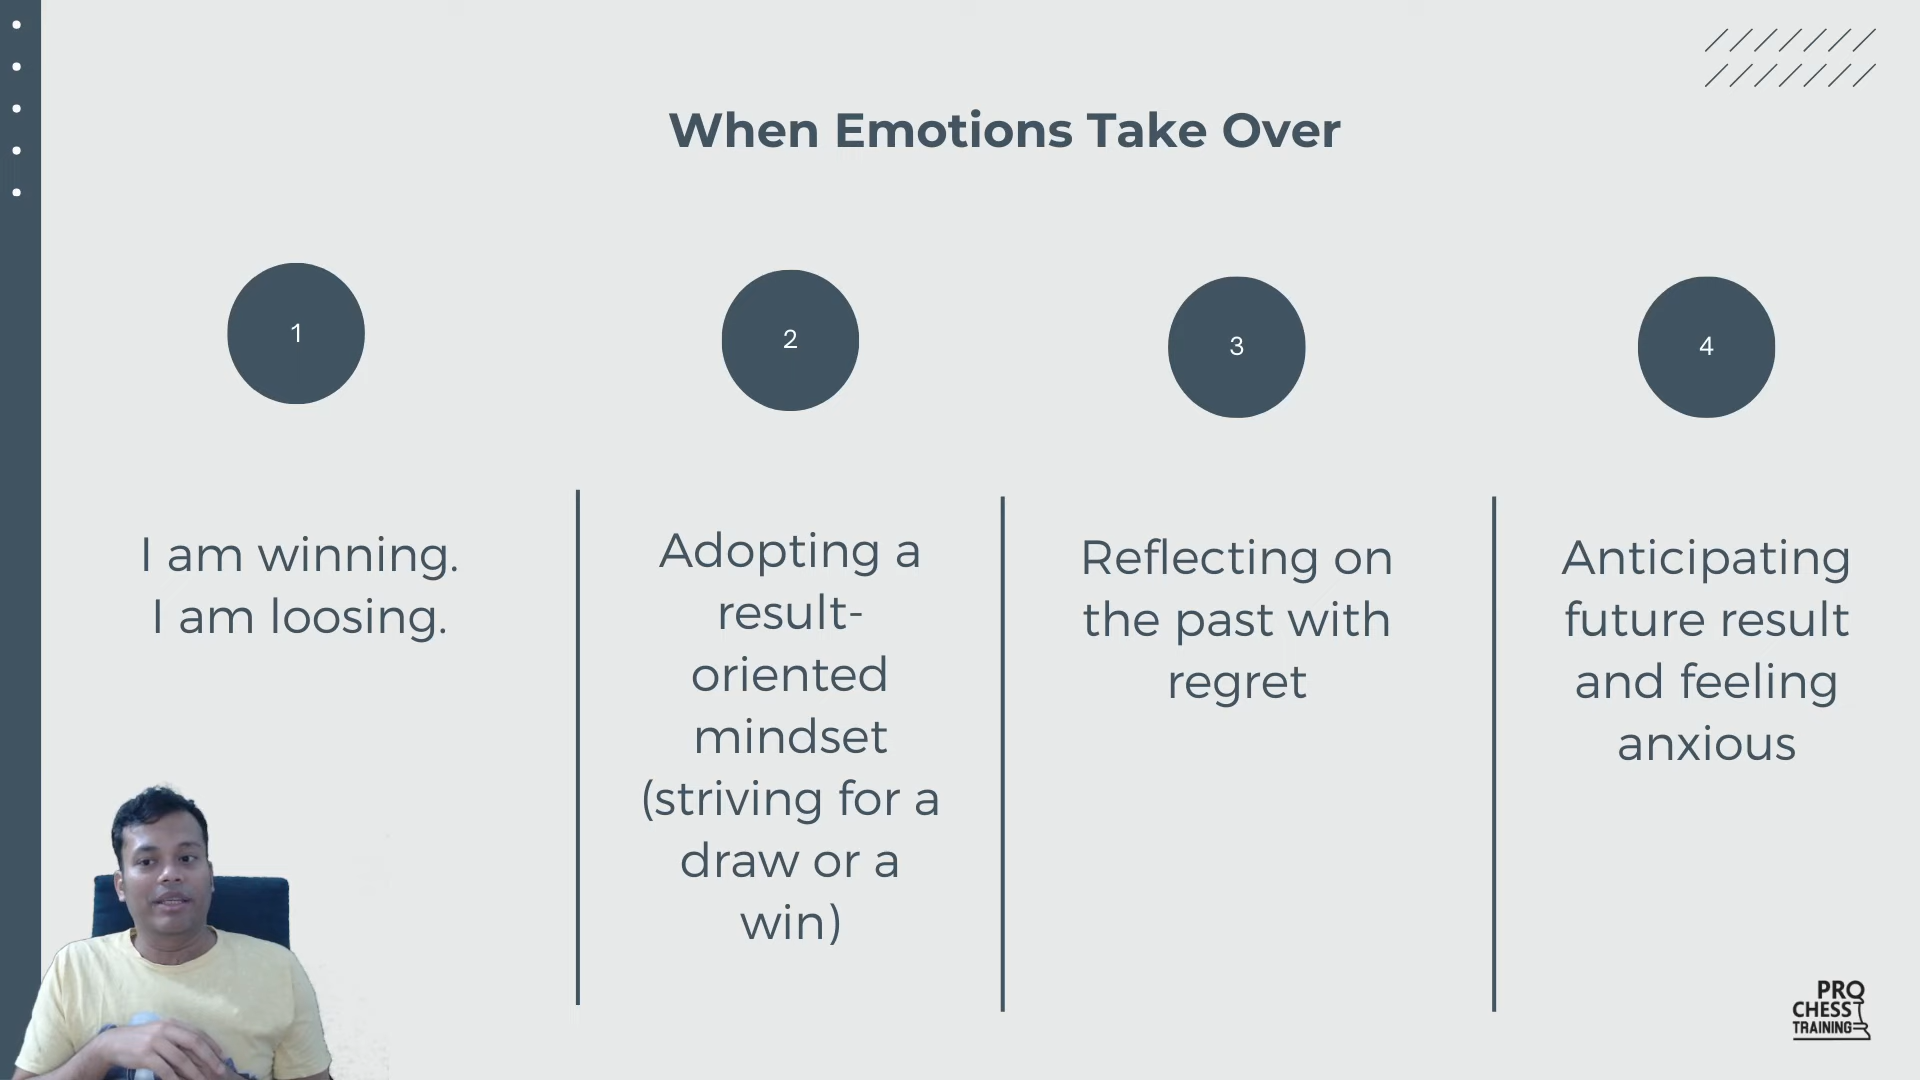 When Emotions Take Over
1
2
3
4
I am winning.
I am loosing.
Adopting a
result-
oriented
mindset
(striving for a
draw or a
win)
Reflecting on
the past with
regret
Anticipating
future result
and feeling
anxious
PRO
CHESS
TRAINING